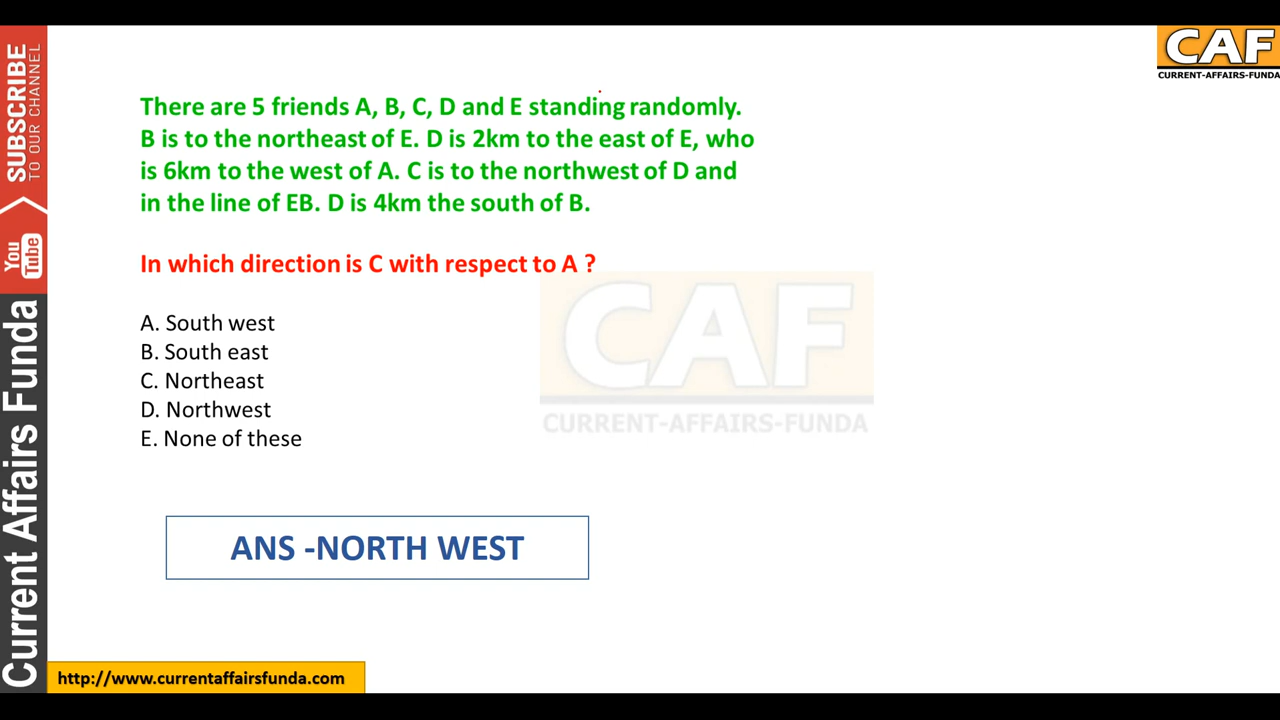 SUBSCRIBE
TO OUR CHANNEL
You
Tube
Current Affairs Funda
CAF
CURRENT-AFFAIRS-FUNDA
There are 5 friends A, B, C, D and E standing randomly.
B is to the northeast of E. D is 2km to the east of E, who
is 6km to the west of A. C is to the northwest of D and
in the line of EB. D is 4km the south of B.
In which direction is C with respect to A ?
A. South west
B. South east
C. Northeast
D. Northwest
E. None of these
CAF
CURRENT-AFFAIRS-FUNDA
ANS -NORTH WEST
http://www.currentaffairsfunda.com